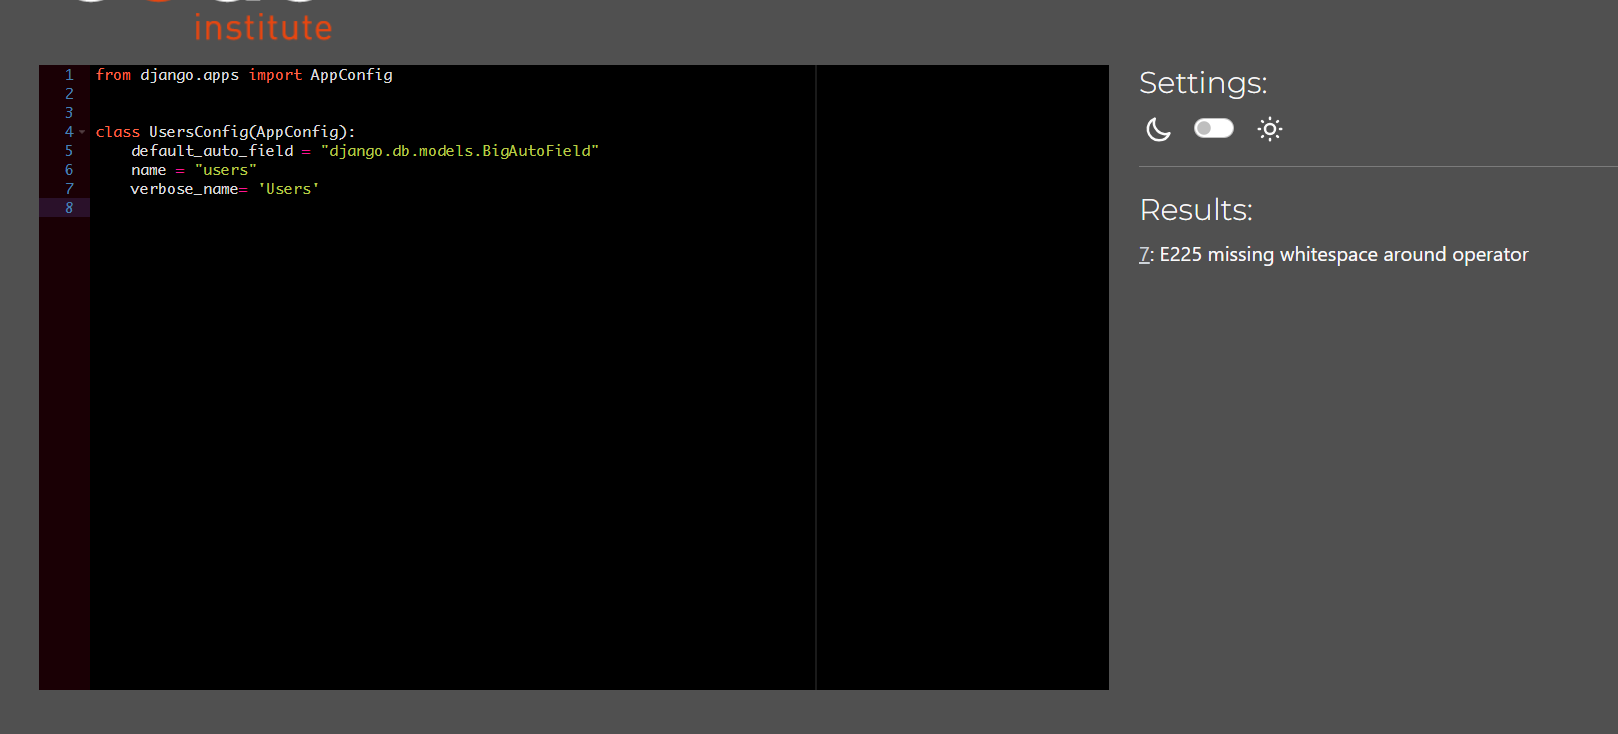 institute
1 from django.apps import AppConfig
2
3
4 class UsersConfig(AppConfig):
5     default_auto_field = "django.db.models.BigAutoField"
6     name = "users"
7     verbose_name= 'Users'
8
Settings:
Results:
7: E225 missing whitespace around operator